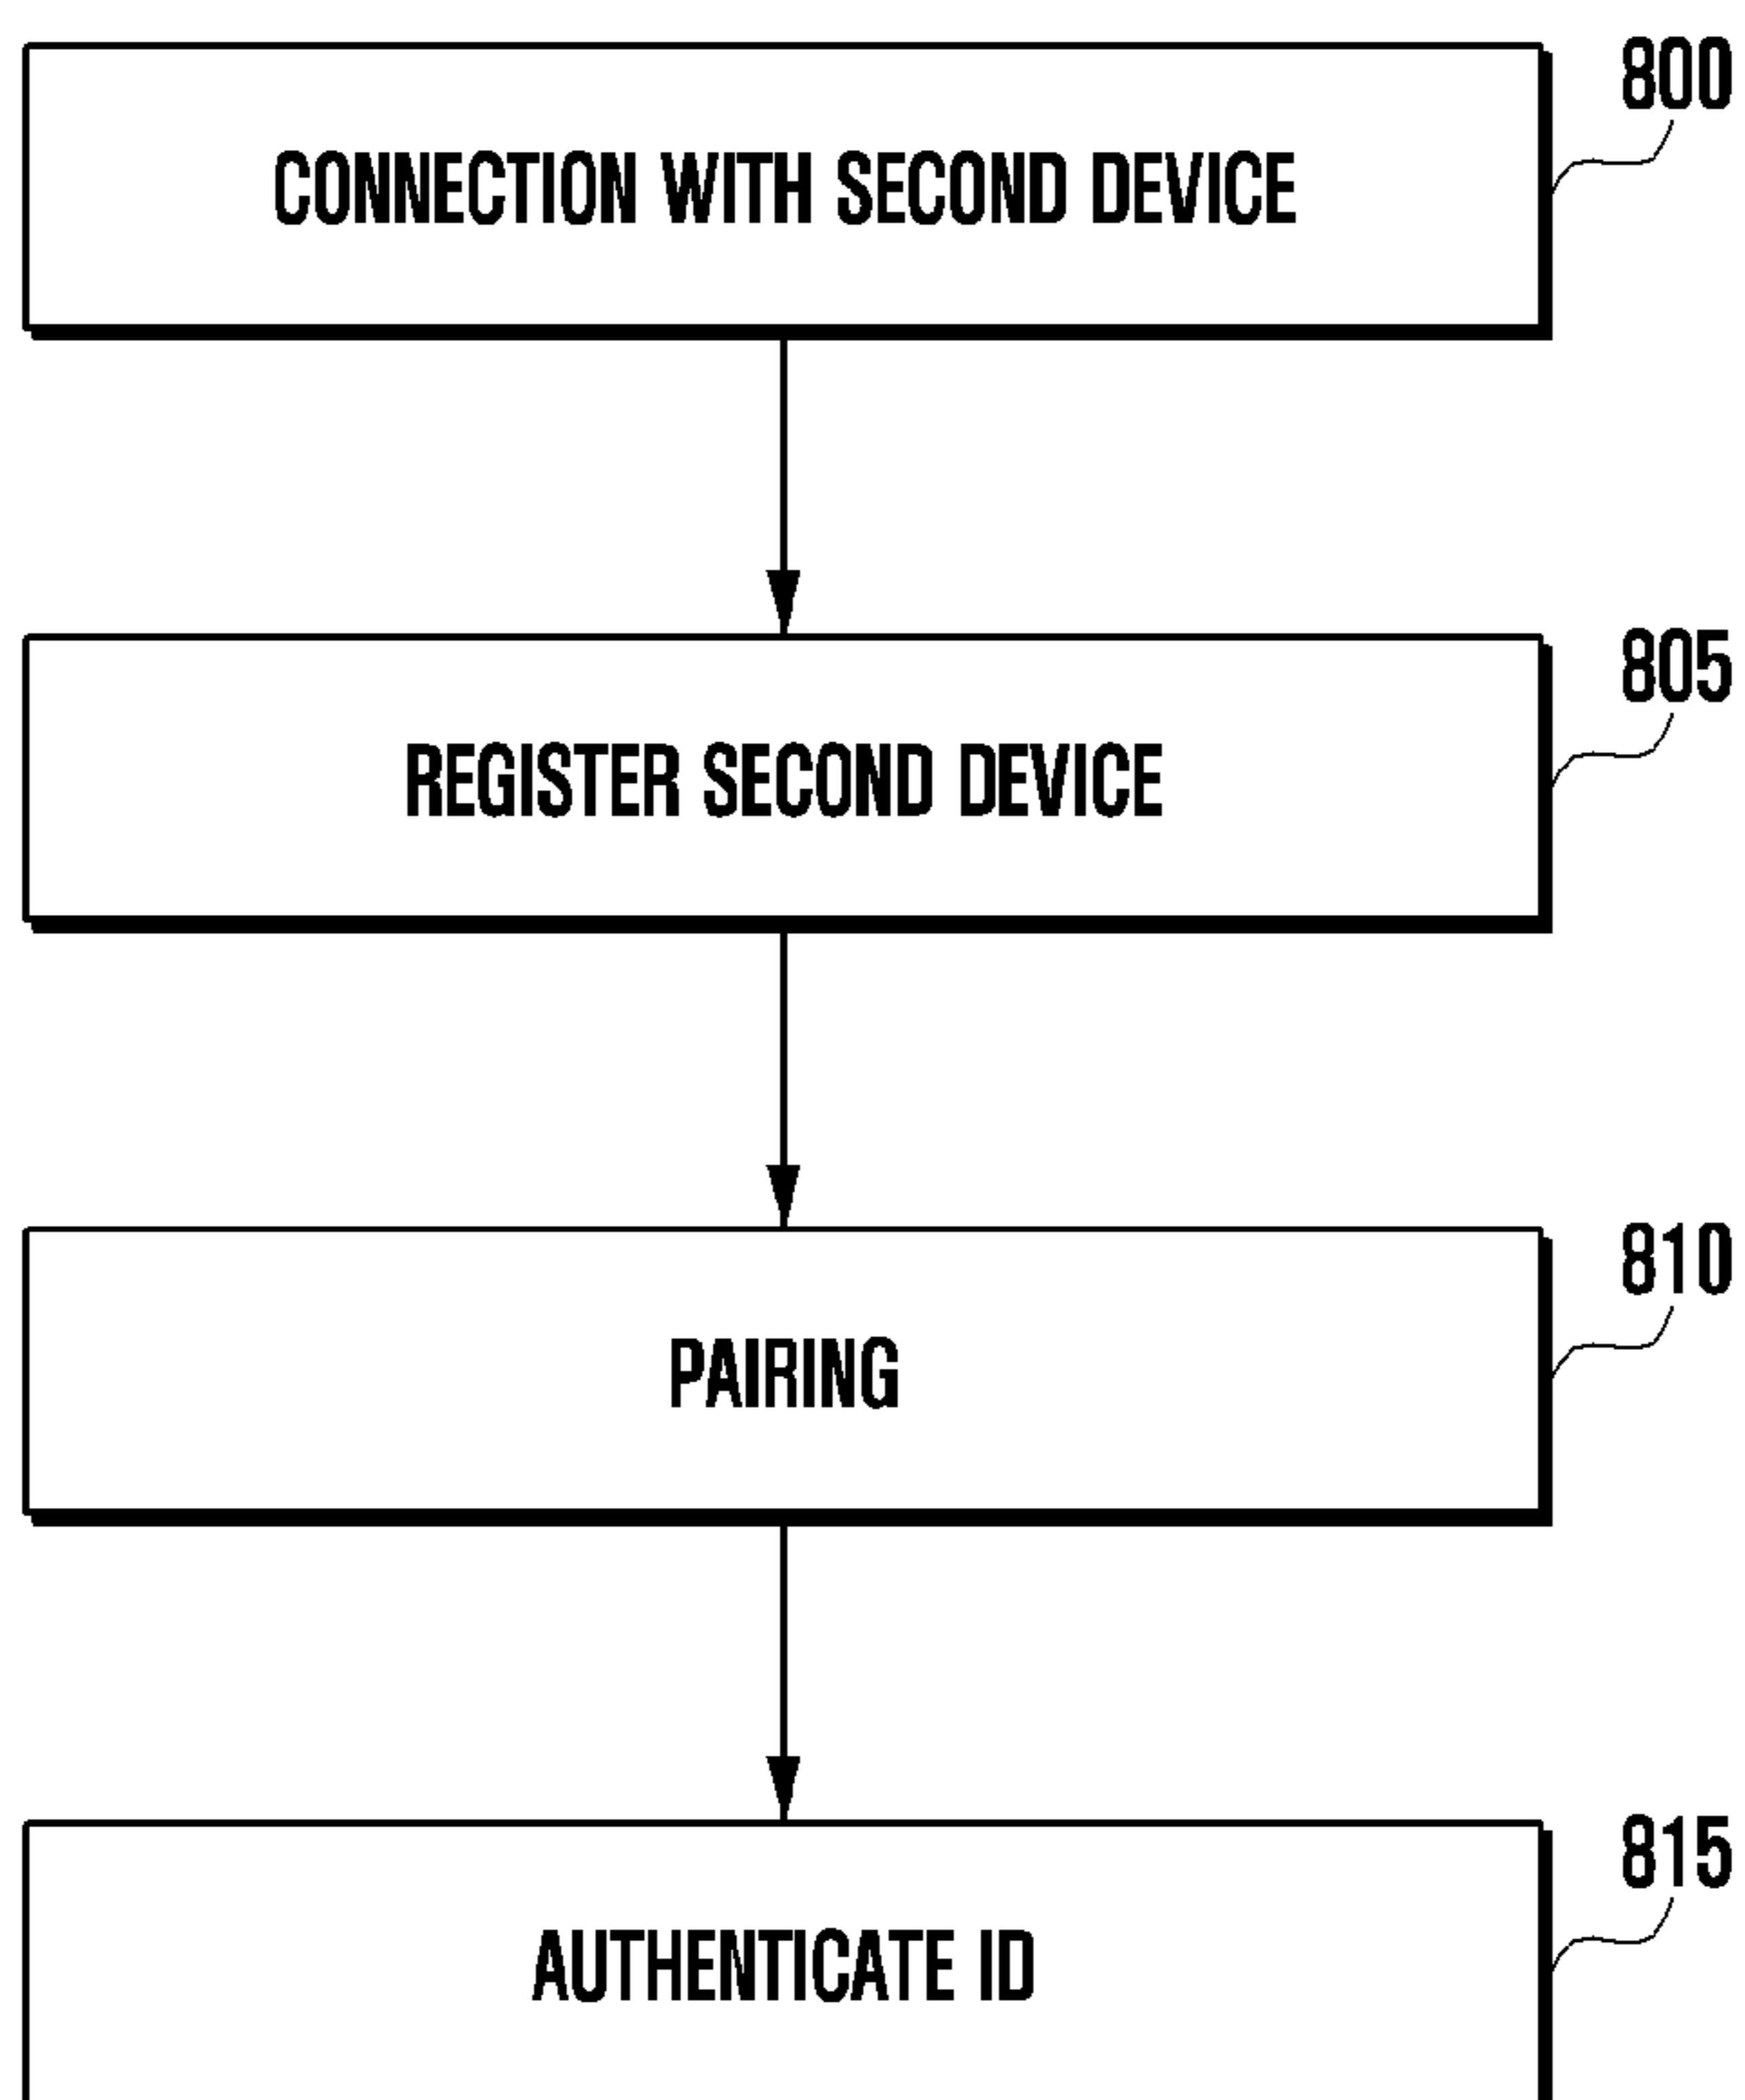 800
CONNECTION WITH SECOND DEVICE
805
REGISTER SECOND DEVICE
810
PAIRING
815
AUTHENTICATE ID